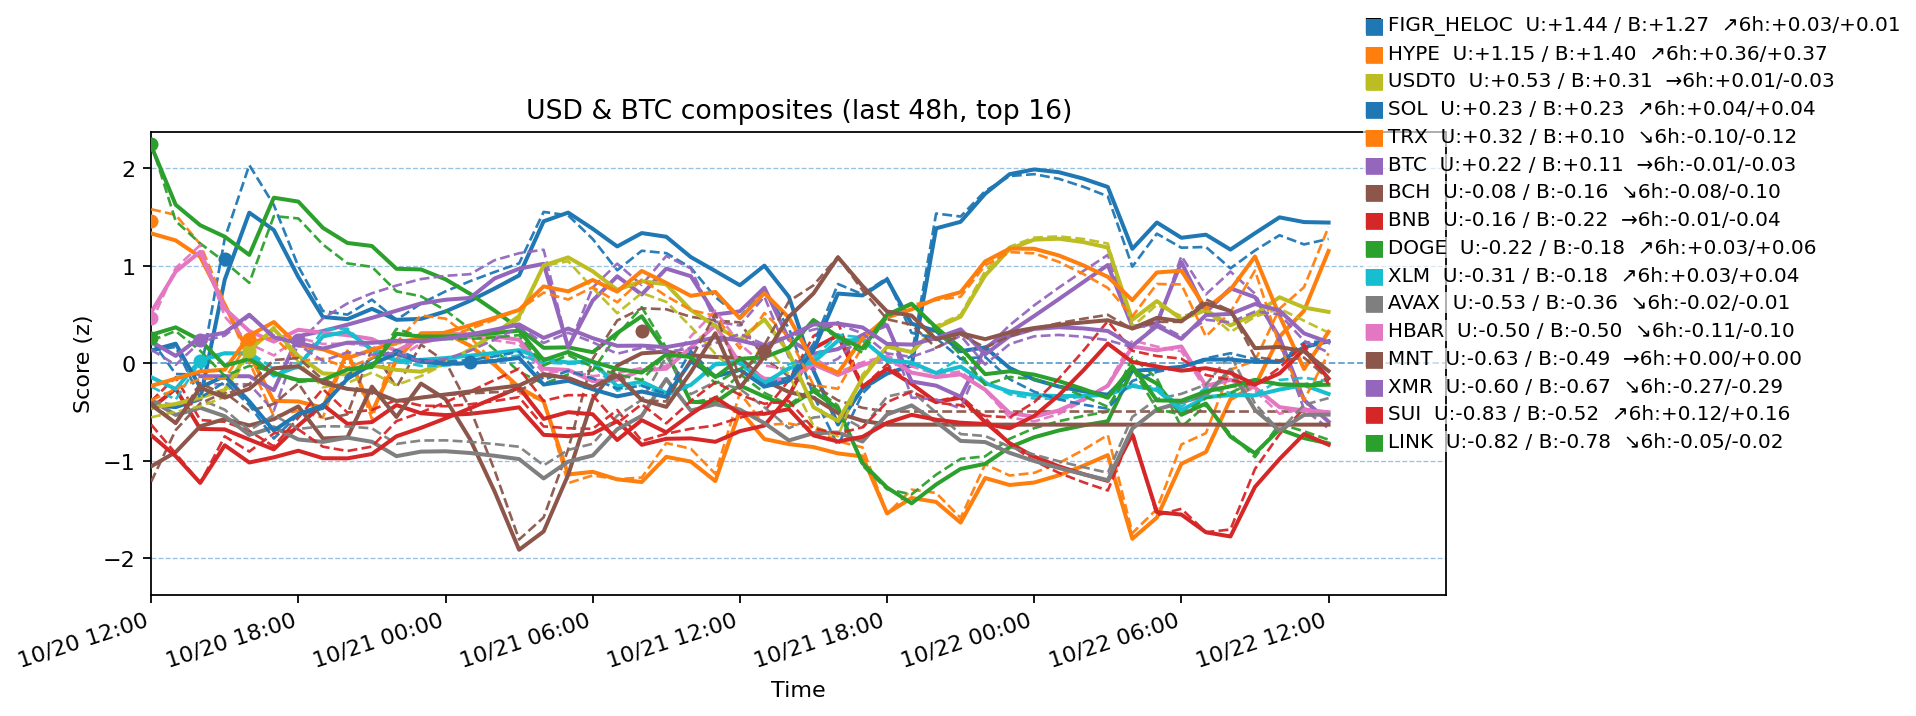 FIGR_HELOC U:+1.44 / B:+1.27 ↗6h:+0.03/+0.01
HYPE U:+1.15 / B:+1.40 ↗6h:+0.36/+0.37
USDT0 U:+0.53 / B:+0.31 →6h:+0.01/-0.03
USD & BTC composites (last 48h, top 16)
SOL U:+0.23 / B:+0.23 ↗6h:+0.04/+0.04
TRX U:+0.32 / B:+0.10 ↘6h:-0.10/-0.12
BTC U:+0.22 / B:+0.11 →6h:-0.01/-0.03
BCH U:-0.08 / B:-0.16 ↘6h:-0.08/-0.10
BNB U:-0.16 / B:-0.22 →6h:-0.01/-0.04
DOGE U:-0.22 / B:-0.18 ↗6h:+0.03/+0.06
XLM U:-0.31 / B:-0.18 ↗6h:+0.03/+0.04
AVAX U:-0.53 / B:-0.36 ↘6h:-0.02/-0.01
HBAR U:-0.50 / B:-0.50 ↘6h:-0.11/-0.10
MNT U:-0.63 / B:-0.49 →6h:+0.00/+0.00
XMR U:-0.60 / B:-0.67 ↘6h:-0.27/-0.29
SUI U:-0.83 / B:-0.52 ↗6h:+0.12/+0.16
LINK U:-0.82 / B:-0.78 ↘6h:-0.05/-0.02
Score (z)
2
1
0
−1
−2
10/20 12:00
10/20 18:00
10/21 00:00
10/21 06:00
10/21 12:00
10/21 18:00
10/22 00:00
10/22 06:00
10/22 12:00
Time